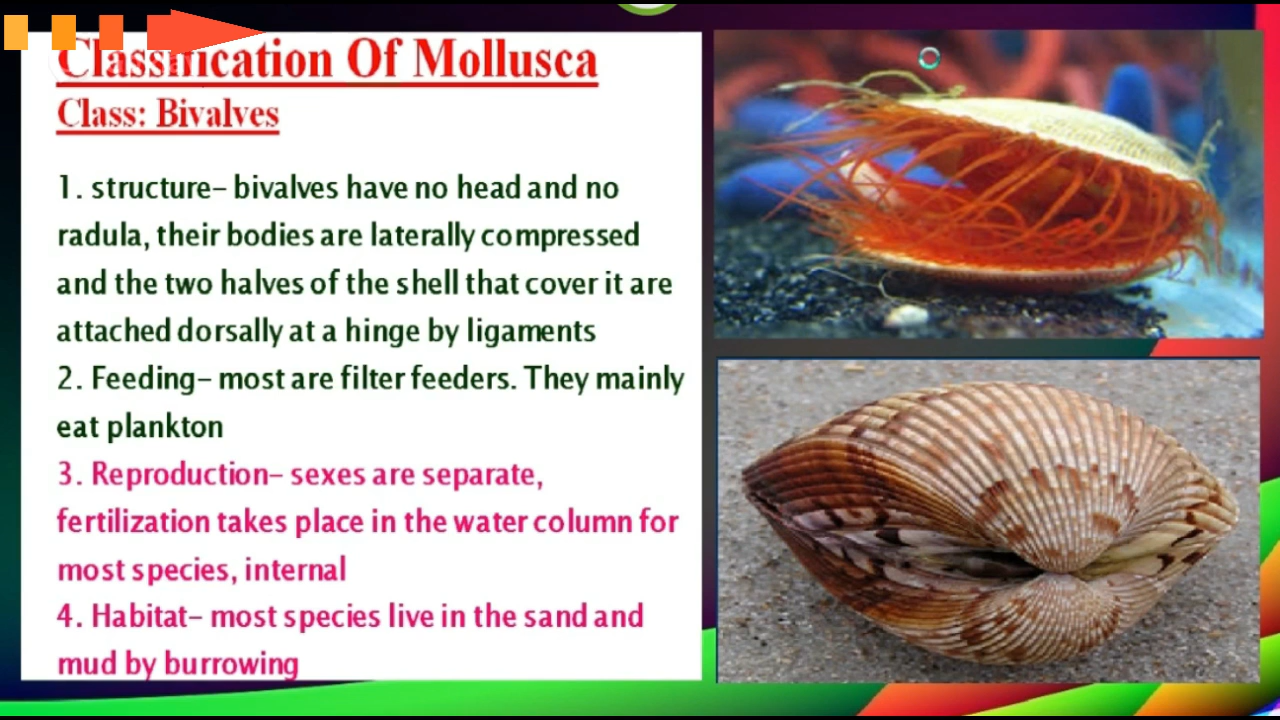 Classification Of Mollusca
Class: Bivalves
1. structure– bivalves have no head and no
radula, their bodies are laterally compressed
and the two halves of the shell that cover it are
attached dorsally at a hinge by ligaments
2. Feeding– most are filter feeders. They mainly
eat plankton
3. Reproduction– sexes are separate,
fertilization takes place in the water column for
most species, internal
4. Habitat– most species live in the sand and
mud by burrowing